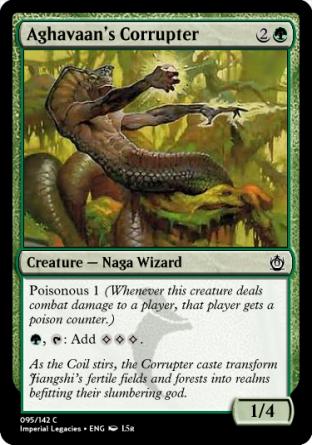 Aghavaan's Corrupter 2
Creature — Naga Wizard
Poisonous 1 (Whenever this creature deals
combat damage to a player, that player gets a
poison counter.)
, : Add .
As the Coil stirs, the Corrupter caste transform
Jiangshi's fertile fields and forests into realms
befitting their slumbering god.
1/4
095/142 C
Imperial Legacies • ENG LSr